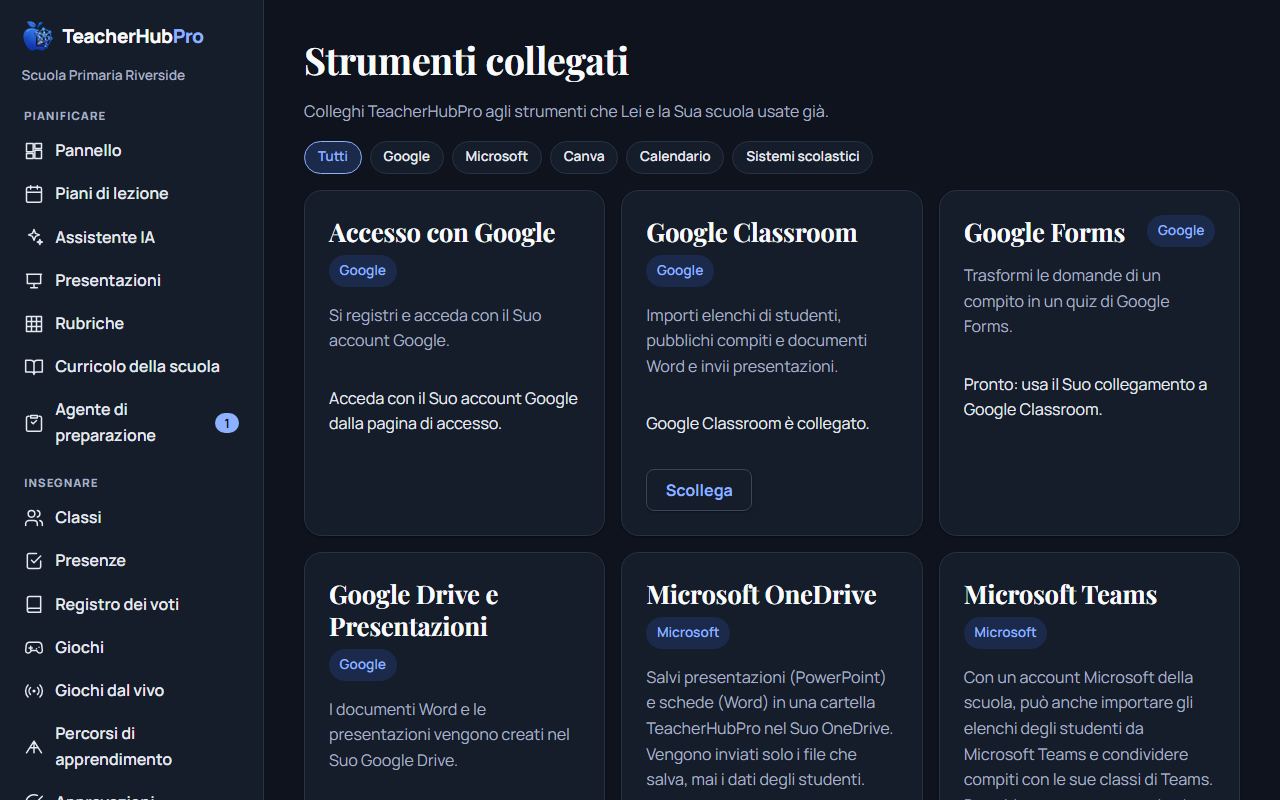 TeacherHubPro
Scuola Primaria Riverside
PIANIFICARE
Pannello
Piani di lezione
Assistente IA
Presentazioni
Rubriche
Curricolo della scuola
Agente di
preparazione
1
INSEGNARE
Classi
Presenze
Registro dei voti
Giochi
Giochi dal vivo
Percorsi di
apprendimento
Strumenti collegati
Colleghi TeacherHubPro agli strumenti che Lei e la Sua scuola usate già.
Tutti
Google
Microsoft
Canva
Calendario
Sistemi scolastici
Accesso con Google
Google
Si registri e acceda con il Suo
account Google.
Acceda con il Suo account Google
dalla pagina di accesso.
Google Classroom
Google
Importi elenchi di studenti,
pubblichi compiti e documenti
Word e invii presentazioni.
Google Classroom è collegato.
Scollega
Google Forms
Google
Trasformi le domande di un
compito in un quiz di Google
Forms.
Pronto: usa il Suo collegamento a
Google Classroom.
Google Drive e
Presentazioni
Google
I documenti Word e le
presentazioni vengono creati nel
Suo Google Drive.
Microsoft OneDrive
Microsoft
Salvi presentazioni (PowerPoint)
e schede (Word) in una cartella
TeacherHubPro nel Suo OneDrive.
Vengono inviati solo i file che
salva, mai i dati degli studenti.
Microsoft Teams
Microsoft
Con un account Microsoft della
scuola, può anche importare gli
elenchi degli studenti da
Microsoft Teams e condividere
compiti con le sue classi di Teams.